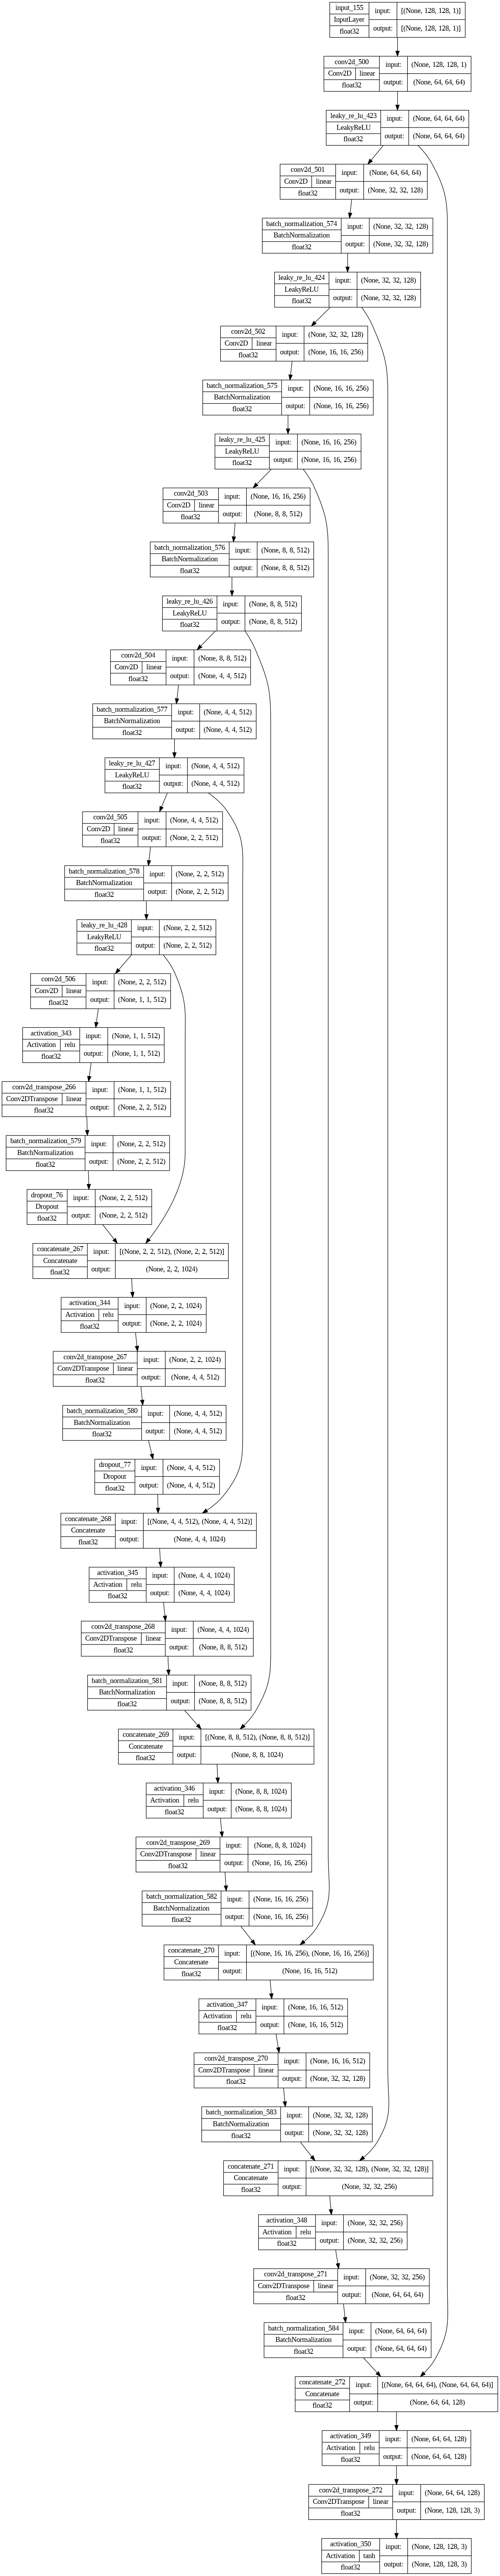 input_155 input: [(None, 128, 128, 1)]
InputLayer
float32 output: [(None, 128, 128, 1)]
conv2d_500 input: (None, 128, 128, 1)
Conv2D linear
float32 output: (None, 64, 64, 64)
leaky_re_lu_423 input: (None, 64, 64, 64)
LeakyReLU
float32 output: (None, 64, 64, 64)
conv2d_501 input: (None, 64, 64, 64)
Conv2D linear
float32 output: (None, 32, 32, 128)
batch_normalization_574 input: (None, 32, 32, 128)
BatchNormalization
float32 output: (None, 32, 32, 128)
leaky_re_lu_424 input: (None, 32, 32, 128)
LeakyReLU
float32 output: (None, 32, 32, 128)
conv2d_502 input: (None, 32, 32, 128)
Conv2D linear
float32 output: (None, 16, 16, 256)
batch_normalization_575 input: (None, 16, 16, 256)
BatchNormalization
float32 output: (None, 16, 16, 256)
leaky_re_lu_425 input: (None, 16, 16, 256)
LeakyReLU
float32 output: (None, 16, 16, 256)
conv2d_503 input: (None, 16, 16, 256)
Conv2D linear
float32 output: (None, 8, 8, 512)
batch_normalization_576 input: (None, 8, 8, 512)
BatchNormalization
float32 output: (None, 8, 8, 512)
leaky_re_lu_426 input: (None, 8, 8, 512)
LeakyReLU
float32 output: (None, 8, 8, 512)
conv2d_504 input: (None, 8, 8, 512)
Conv2D linear
float32 output: (None, 4, 4, 512)
batch_normalization_577 input: (None, 4, 4, 512)
BatchNormalization
float32 output: (None, 4, 4, 512)
leaky_re_lu_427 input: (None, 4, 4, 512)
LeakyReLU
float32 output: (None, 4, 4, 512)
conv2d_505 input: (None, 4, 4, 512)
Conv2D linear
float32 output: (None, 2, 2, 512)
batch_normalization_578 input: (None, 2, 2, 512)
BatchNormalization
float32 output: (None, 2, 2, 512)
leaky_re_lu_428 input: (None, 2, 2, 512)
LeakyReLU
float32 output: (None, 2, 2, 512)
conv2d_506 input: (None, 2, 2, 512)
Conv2D linear
float32 output: (None, 1, 1, 512)
activation_343 input: (None, 1, 1, 512)
Activation relu
float32 output: (None, 1, 1, 512)
conv2d_transpose_266 input: (None, 1, 1, 512)
Conv2DTranspose linear
float32 output: (None, 2, 2, 512)
batch_normalization_579 input: (None, 2, 2, 512)
BatchNormalization
float32 output: (None, 2, 2, 512)
dropout_76 input: (None, 2, 2, 512)
Dropout
float32 output: (None, 2, 2, 512)
concatenate_267 input: [(None, 2, 2, 512), (None, 2, 2, 512)]
Concatenate
float32 output: (None, 2, 2, 1024)
activation_344 input: (None, 2, 2, 1024)
Activation relu
float32 output: (None, 2, 2, 1024)
conv2d_transpose_267 input: (None, 2, 2, 1024)
Conv2DTranspose linear
float32 output: (None, 4, 4, 512)
batch_normalization_580 input: (None, 4, 4, 512)
BatchNormalization
float32 output: (None, 4, 4, 512)
dropout_77 input: (None, 4, 4, 512)
Dropout
float32 output: (None, 4, 4, 512)
concatenate_268 input: [(None, 4, 4, 512), (None, 4, 4, 512)]
Concatenate
float32 output: (None, 4, 4, 1024)
activation_345 input: (None, 4, 4, 1024)
Activation relu
float32 output: (None, 4, 4, 1024)
conv2d_transpose_268 input: (None, 4, 4, 1024)
Conv2DTranspose linear
float32 output: (None, 8, 8, 512)
batch_normalization_581 input: (None, 8, 8, 512)
BatchNormalization
float32 output: (None, 8, 8, 512)
concatenate_269 input: [(None, 8, 8, 512), (None, 8, 8, 512)]
Concatenate
float32 output: (None, 8, 8, 1024)
activation_346 input: (None, 8, 8, 1024)
Activation relu
float32 output: (None, 8, 8, 1024)
conv2d_transpose_269 input: (None, 8, 8, 1024)
Conv2DTranspose linear
float32 output: (None, 16, 16, 256)
batch_normalization_582 input: (None, 16, 16, 256)
BatchNormalization
float32 output: (None, 16, 16, 256)
concatenate_270 input: [(None, 16, 16, 256), (None, 16, 16, 256)]
Concatenate
float32 output: (None, 16, 16, 512)
activation_347 input: (None, 16, 16, 512)
Activation relu
float32 output: (None, 16, 16, 512)
conv2d_transpose_270 input: (None, 16, 16, 512)
Conv2DTranspose linear
float32 output: (None, 32, 32, 128)
batch_normalization_583 input: (None, 32, 32, 128)
BatchNormalization
float32 output: (None, 32, 32, 128)
concatenate_271 input: [(None, 32, 32, 128), (None, 32, 32, 128)]
Concatenate
float32 output: (None, 32, 32, 256)
activation_348 input: (None, 32, 32, 256)
Activation relu
float32 output: (None, 32, 32, 256)
conv2d_transpose_271 input: (None, 32, 32, 256)
Conv2DTranspose linear
float32 output: (None, 64, 64, 64)
batch_normalization_584 input: (None, 64, 64, 64)
BatchNormalization
float32 output: (None, 64, 64, 64)
concatenate_272 input: [(None, 64, 64, 64), (None, 64, 64, 64)]
Concatenate
float32 output: (None, 64, 64, 128)
activation_349 input: (None, 64, 64, 128)
Activation relu
float32 output: (None, 64, 64, 128)
conv2d_transpose_272 input: (None, 64, 64, 128)
Conv2DTranspose linear
float32 output: (None, 128, 128, 3)
activation_350 input: (None, 128, 128, 3)
Activation tanh
float32 output: (None, 128, 128, 3)